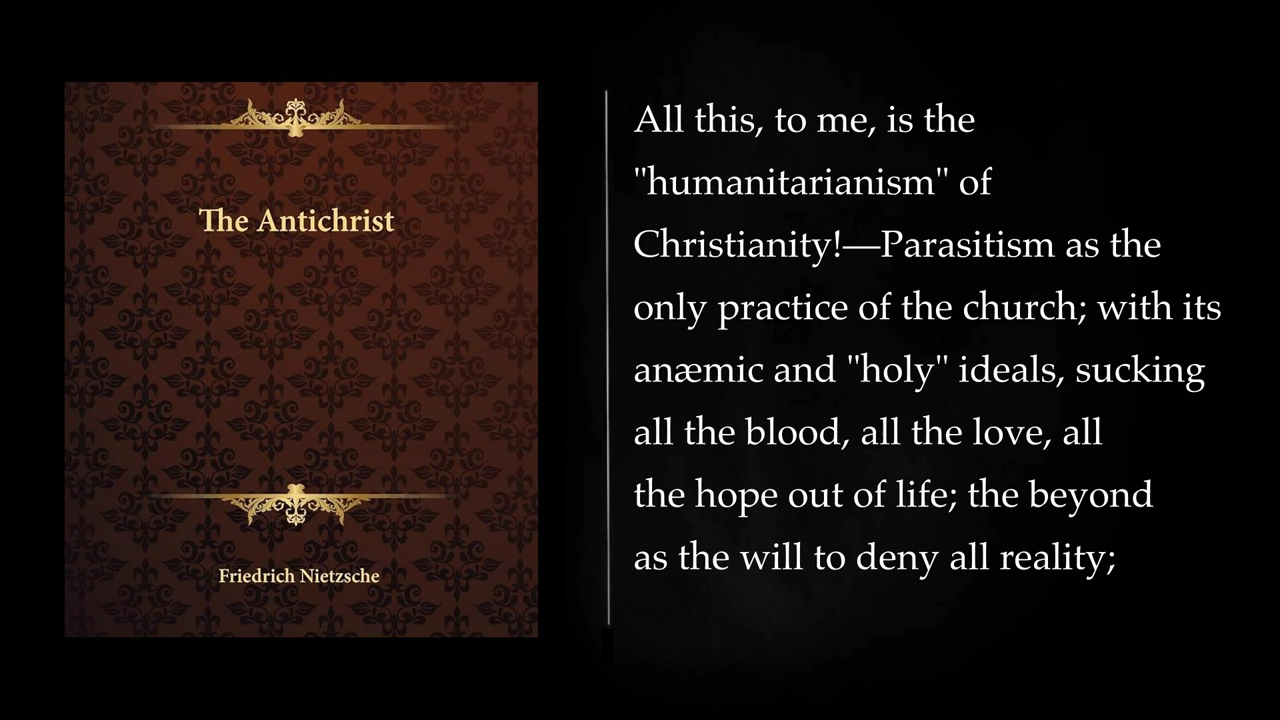 The Antichrist
Friedrich Nietzsche
All this, to me, is the
"humanitarianism" of
Christianity!—Parasitism as the
only practice of the church; with its
anæmic and "holy" ideals, sucking
all the blood, all the love, all
the hope out of life; the beyond
as the will to deny all reality;